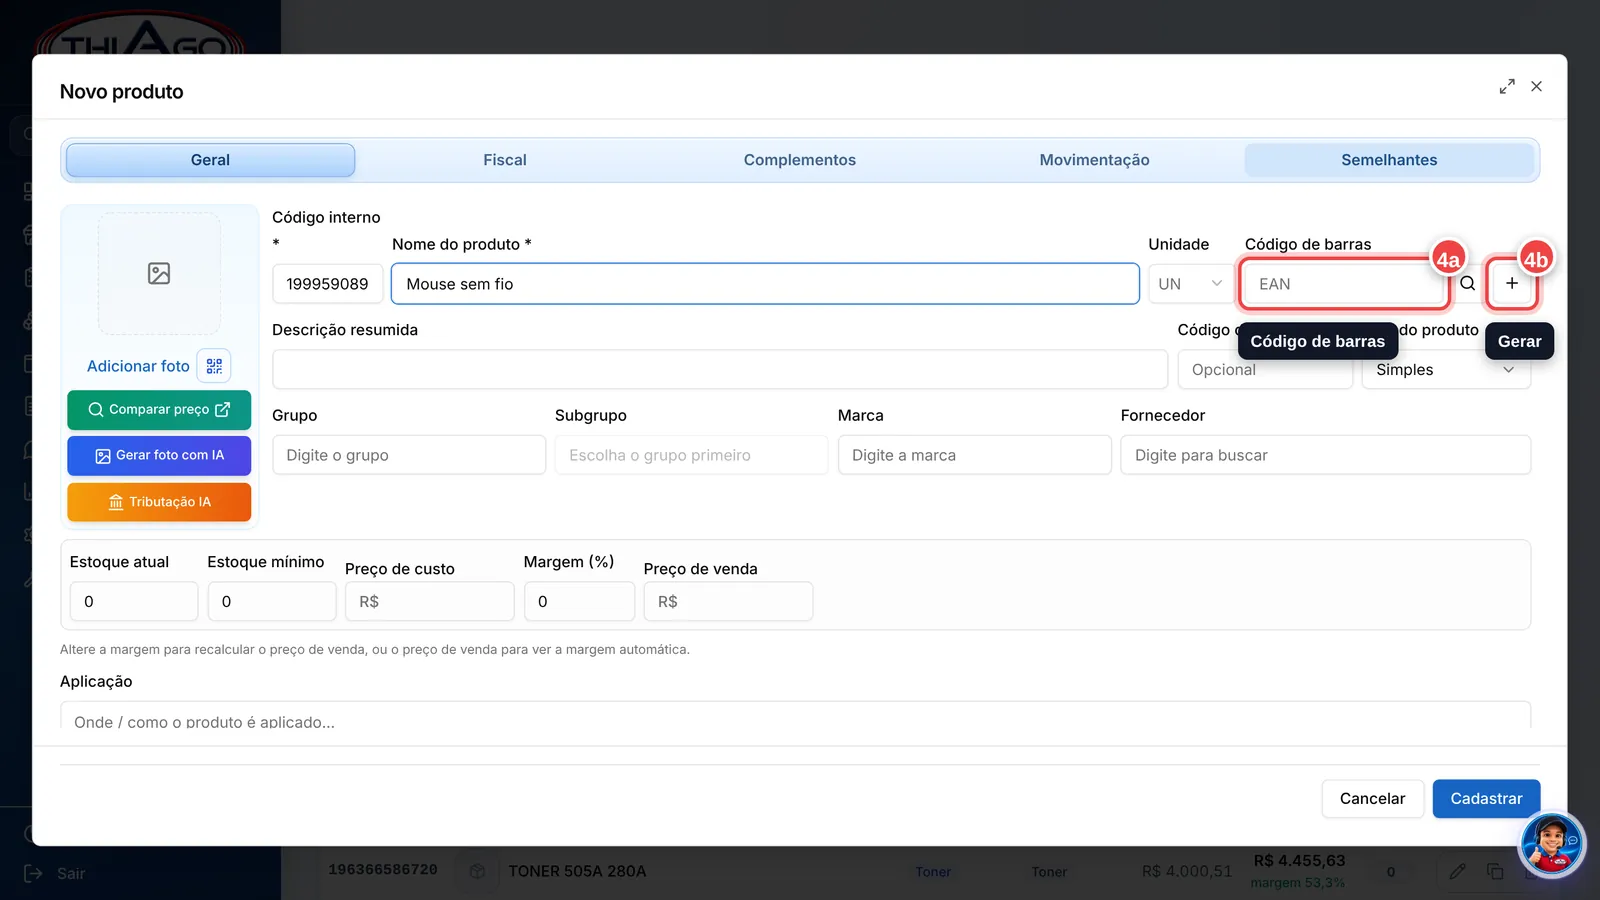 THIAGO
Novo produto
Geral
Fiscal
Complementos
Movimentação
Semelhantes
Código interno
*
Nome do produto *
Unidade
Código de barras
4a
4b
199959089
Mouse sem fio
UN
EAN
+
Código de barras
Gerar
Descrição resumida
Código
do produto
Opcional
Simples
Adicionar foto
Comparar preço
Gerar foto com IA
Tributação IA
Grupo
Subgrupo
Marca
Fornecedor
Digite o grupo
Escolha o grupo primeiro
Digite a marca
Digite para buscar
Estoque atual
Estoque mínimo
Preço de custo
Margem (%)
Preço de venda
0
0
R$
0
R$
Altere a margem para recalcular o preço de venda, ou o preço de venda para ver a margem automática.
Aplicação
Onde / como o produto é aplicado...
Cancelar
Cadastrar
Sair
196366586720
TONER 505A 280A
Toner
Toner
R$ 4.000,51
R$ 4.455,63
margem 53,3%
0